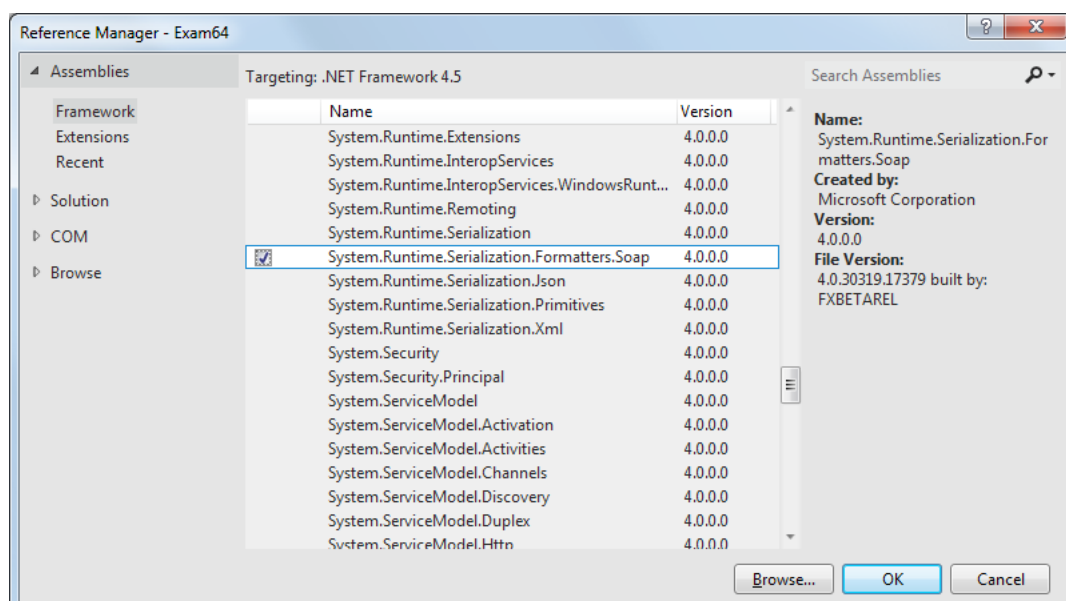 Reference Manager - Exam64
Assemblies
Framework
Extensions
Recent
Solution
COM
Browse
Targeting: .NET Framework 4.5
Name Version
System.Runtime.Extensions 4.0.0.0
System.Runtime.InteropServices 4.0.0.0
System.Runtime.InteropServices.WindowsRunt... 4.0.0.0
System.Runtime.Remoting 4.0.0.0
System.Runtime.Serialization 4.0.0.0
System.Runtime.Serialization.Formatters.Soap 4.0.0.0
System.Runtime.Serialization.Json 4.0.0.0
System.Runtime.Serialization.Primitives 4.0.0.0
System.Runtime.Serialization.Xml 4.0.0.0
System.Security 4.0.0.0
System.Security.Principal 4.0.0.0
System.ServiceModel 4.0.0.0
System.ServiceModel.Activation 4.0.0.0
System.ServiceModel.Activities 4.0.0.0
System.ServiceModel.Channels 4.0.0.0
System.ServiceModel.Discovery 4.0.0.0
System.ServiceModel.Duplex 4.0.0.0
System.ServiceModel.Http 4.0.0.0
Search Assemblies
Name:
System.Runtime.Serialization.For
matters.Soap
Created by:
Microsoft Corporation
Version:
4.0.0.0
File Version:
4.0.30319.17379 built by:
FXBETAREL
Browse... OK Cancel